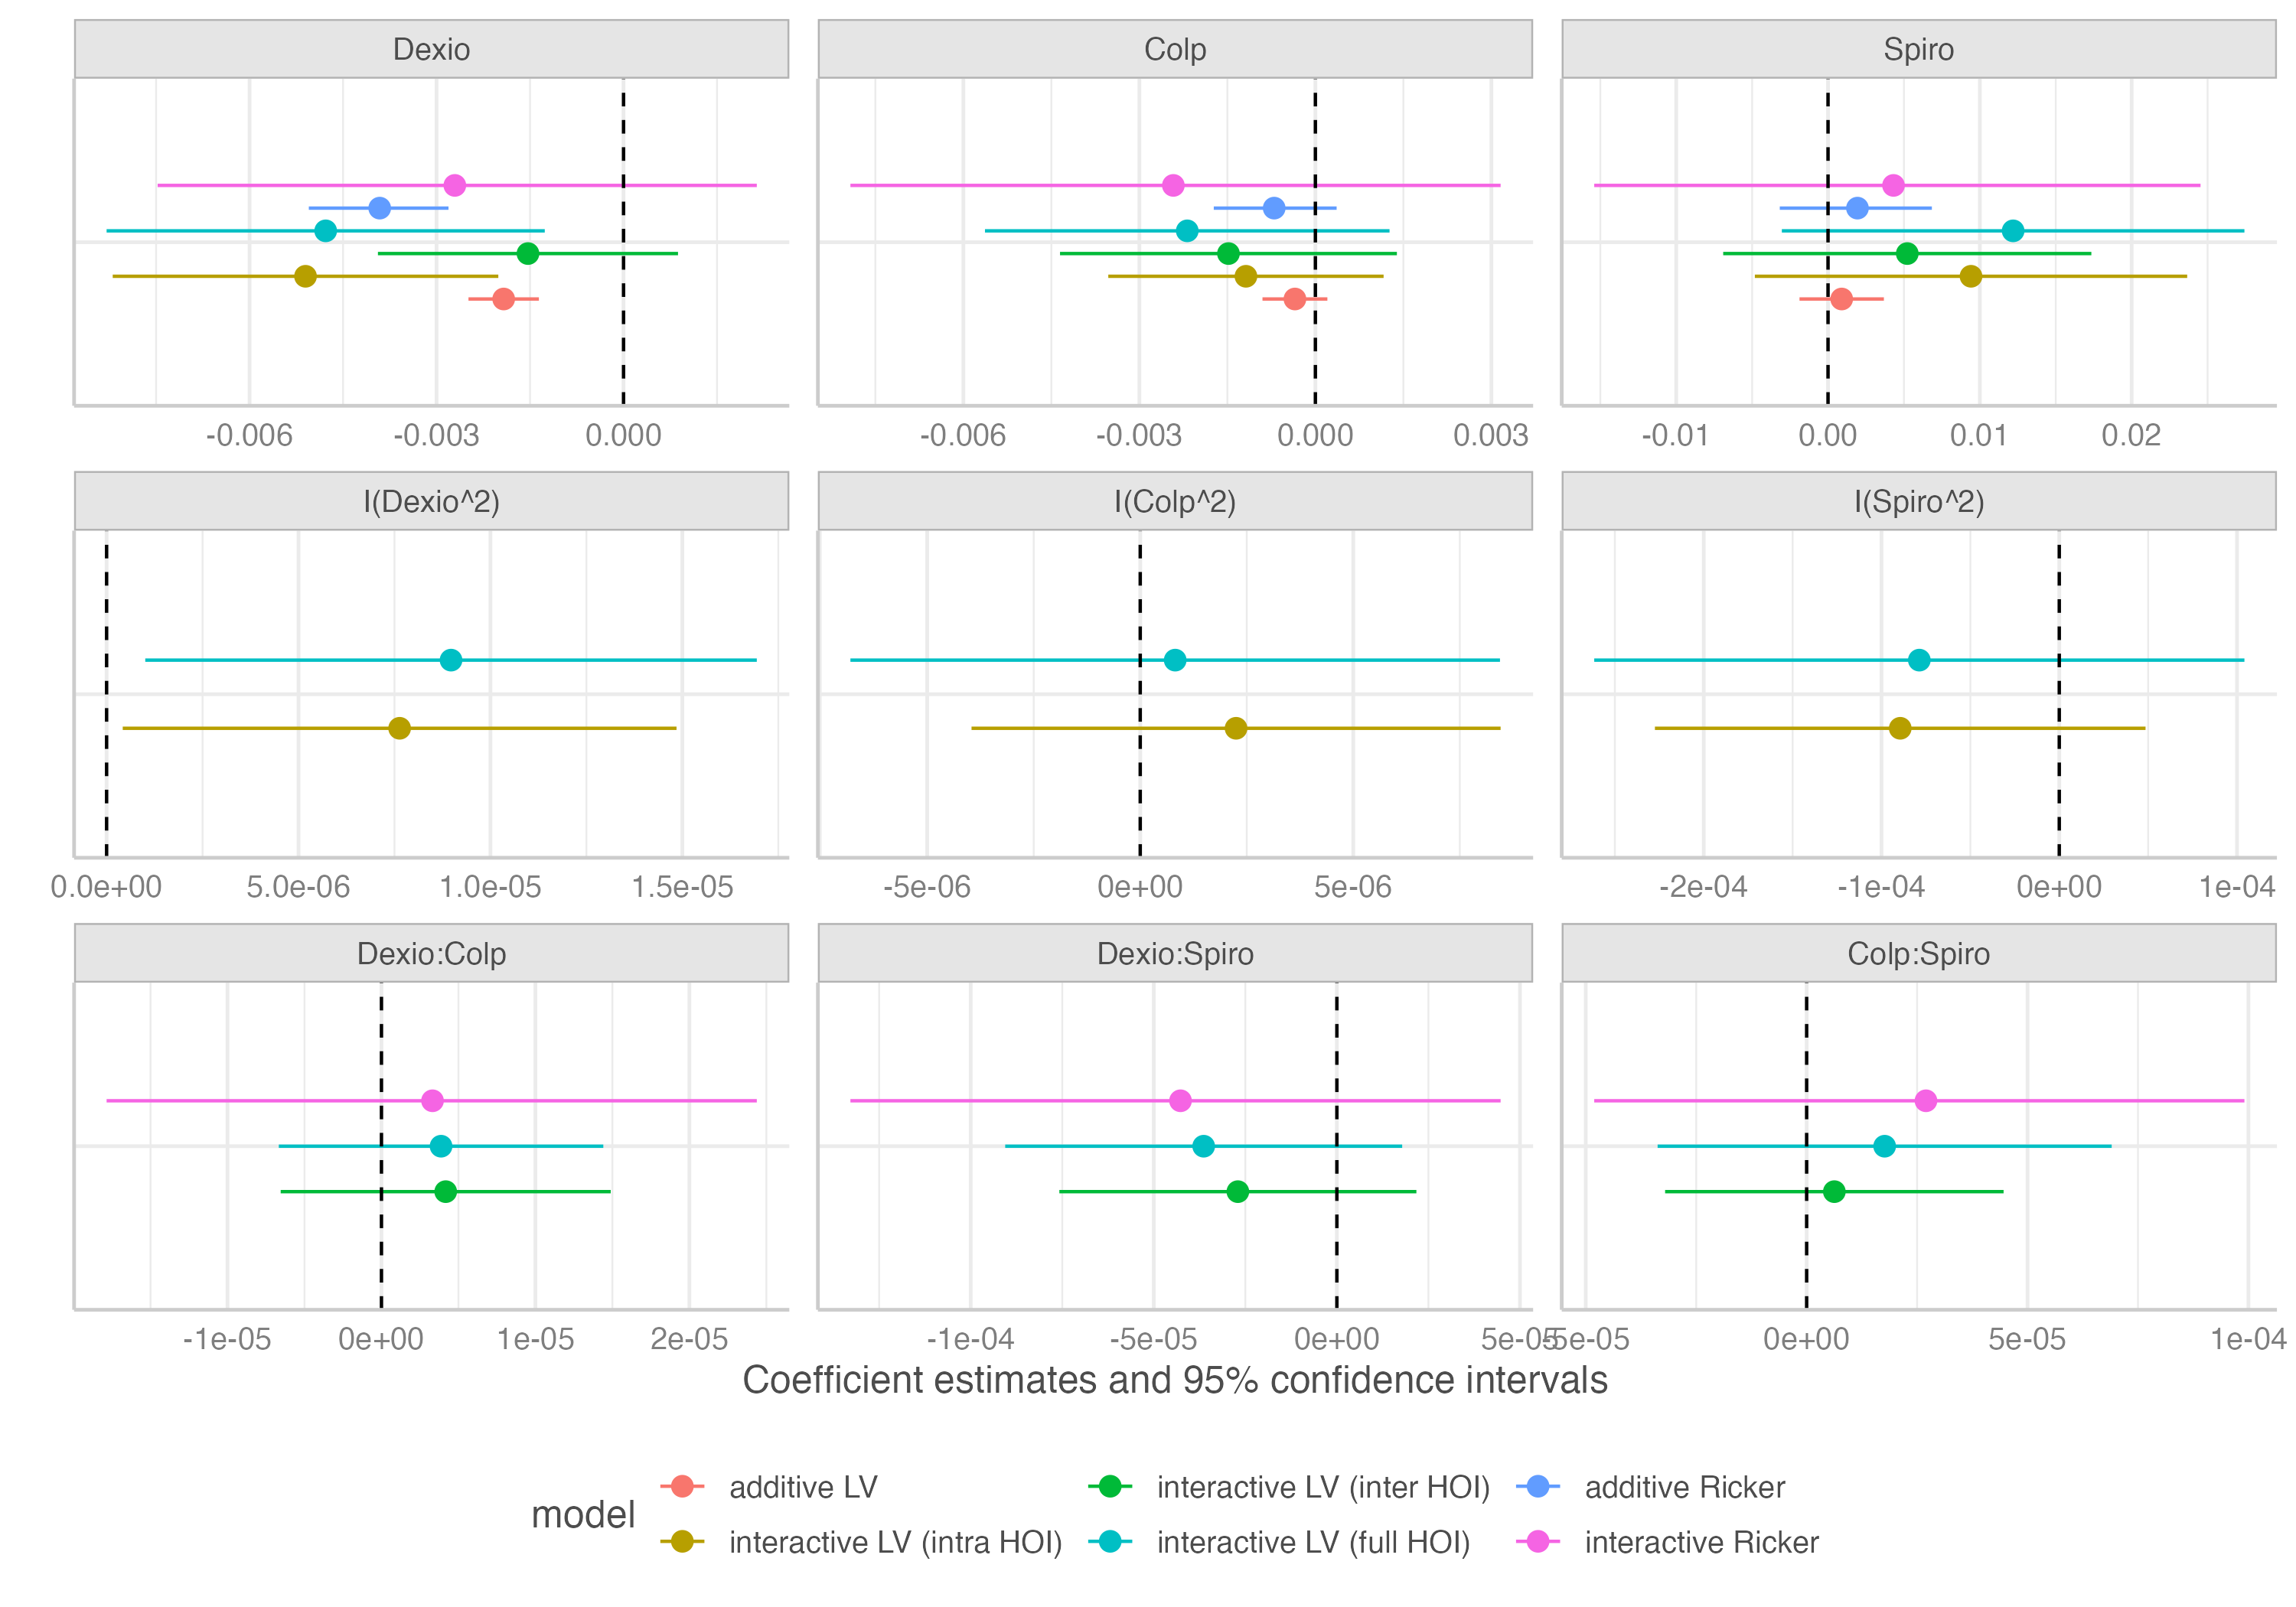 Dexio Colp Spiro
-0.006 -0.003 0.000 -0.006 -0.003 0.000 0.003 -0.01 0.00 0.01 0.02
I(Dexio^2) I(Colp^2) I(Spiro^2)
0.0e+00 5.0e-06 1.0e-05 1.5e-05 -5e-06 0e+00 5e-06 -2e-04 -1e-04 0e+00 1e-04
Dexio:Colp Dexio:Spiro Colp:Spiro
-1e-05 0e+00 1e-05 2e-05 -1e-04 -5e-05 0e+00 5e-05 -5e-05 0e+00 5e-05 1e-04
Coefficient estimates and 95% confidence intervals
model
additive LV interactive LV (inter HOI) additive Ricker
interactive LV (intra HOI) interactive LV (full HOI) interactive Ricker